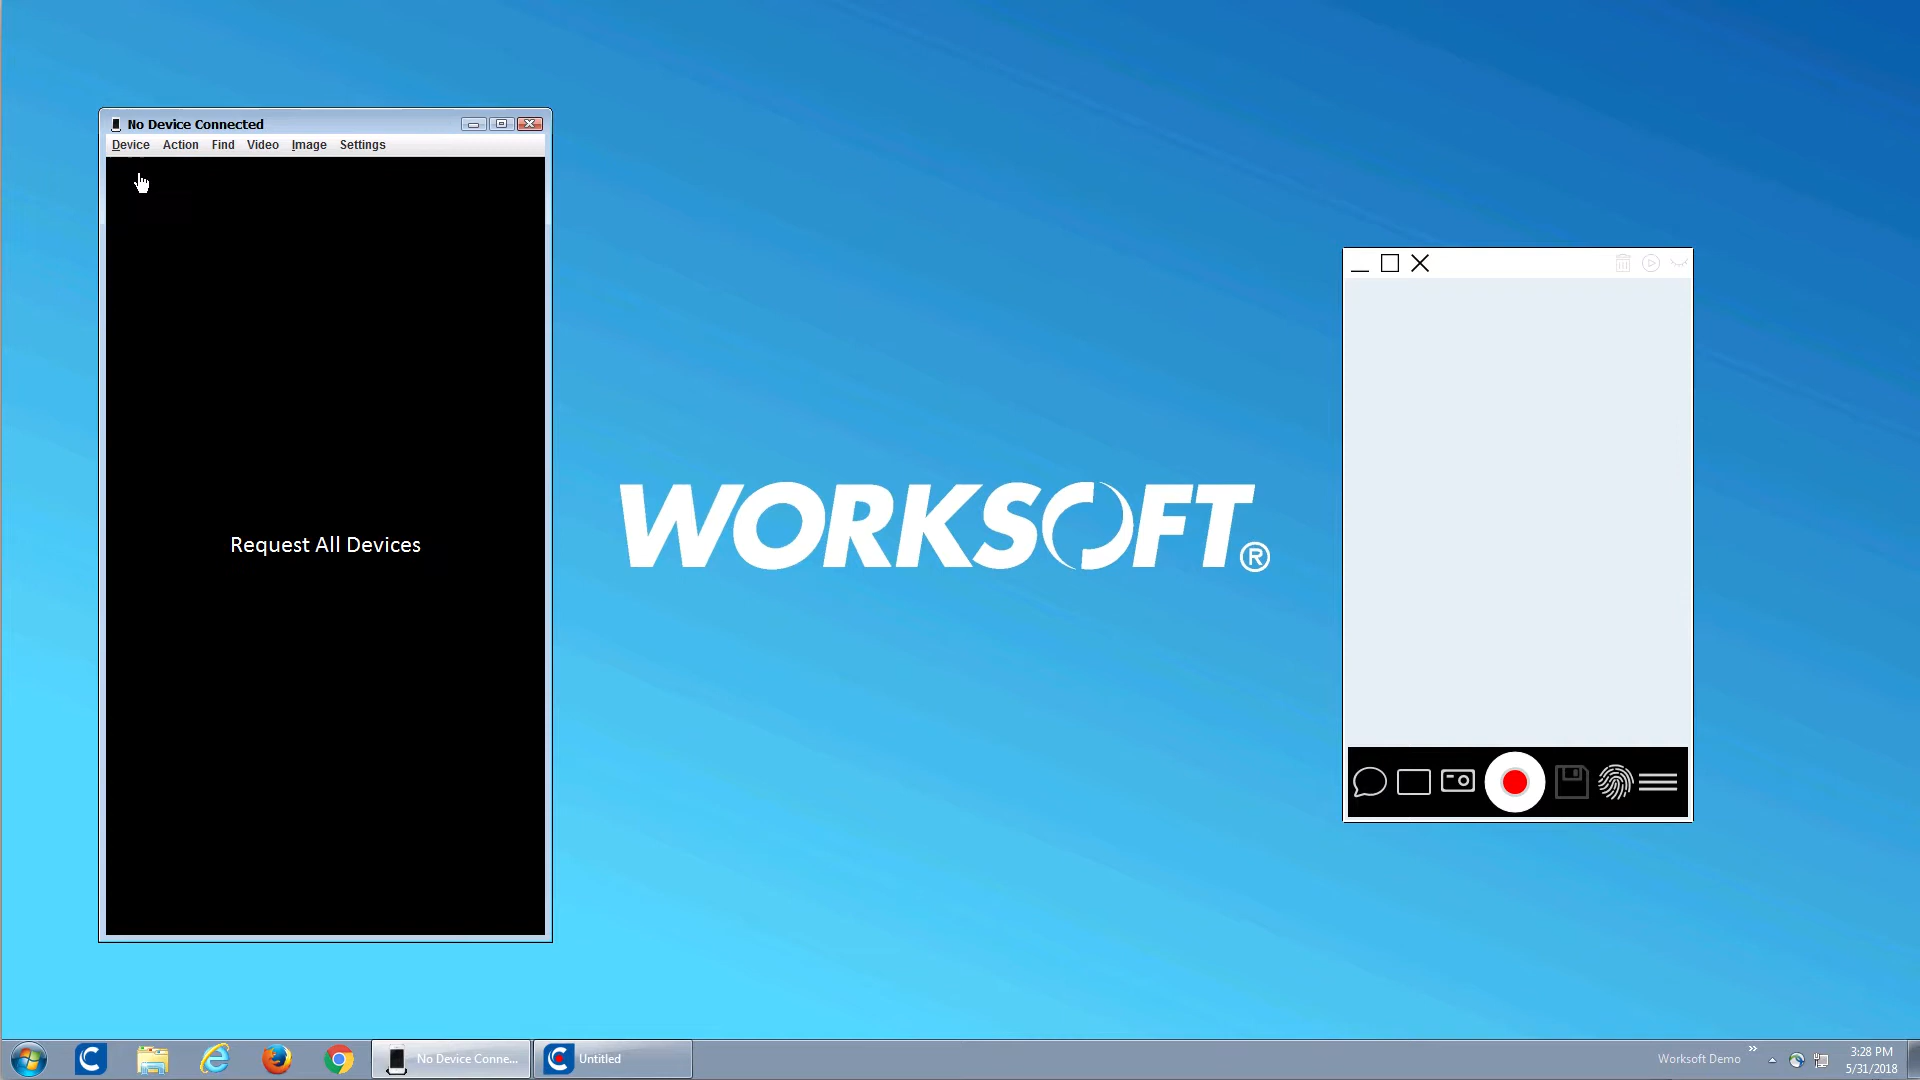 No Device Connected
Device Action Find Video Image Settings
Request All Devices
WORKSOFT®
No Device Conne...
Untitled
Worksoft Demo
3:28 PM
5/31/2018